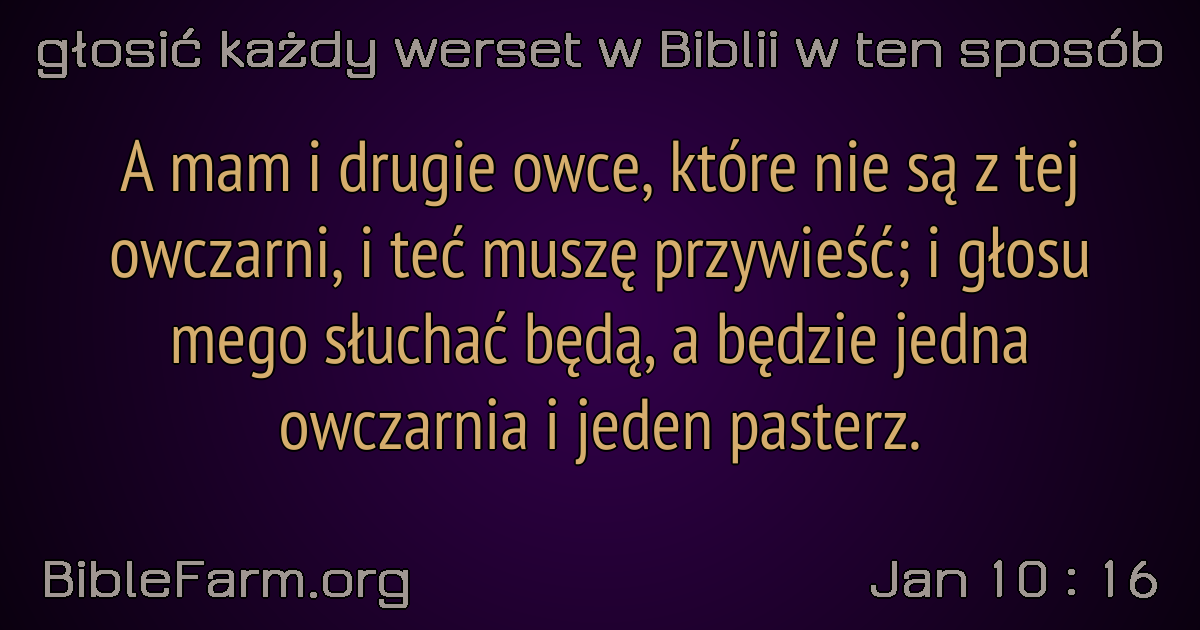 głosić każdy werset w Biblii w ten sposób
A mam i drugie owce, które nie są z tej
owczarni, i teć muszę przywieść; i głosu
mego słuchać będą, a będzie jedna
owczarnia i jeden pasterz.
BibleFarm.org
Jan 10 : 16